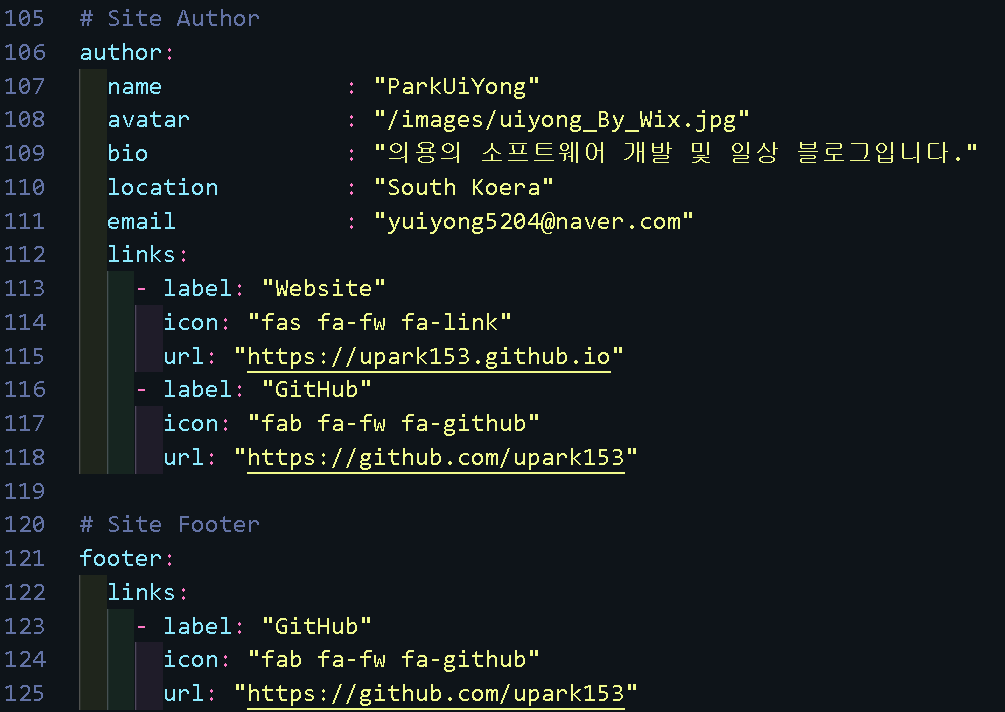 105 # Site Author
106 author:
107 name : "ParkUiYong"
108 avatar : "/images/uiyong_By_Wix.jpg"
109 bio : "의용의 소프트웨어 개발 및 일상 블로그입니다."
110 location : "South Koera"
111 email : "yuiyong5204@naver.com"
112 links:
113 - label: "Website"
114 icon: "fas fa-fw fa-link"
115 url: "https://upark153.github.io"
116 - label: "GitHub"
117 icon: "fab fa-fw fa-github"
118 url: "https://github.com/upark153"
119
120 # Site Footer
121 footer:
122 links:
123 - label: "GitHub"
124 icon: "fab fa-fw fa-github"
125 url: "https://github.com/upark153"